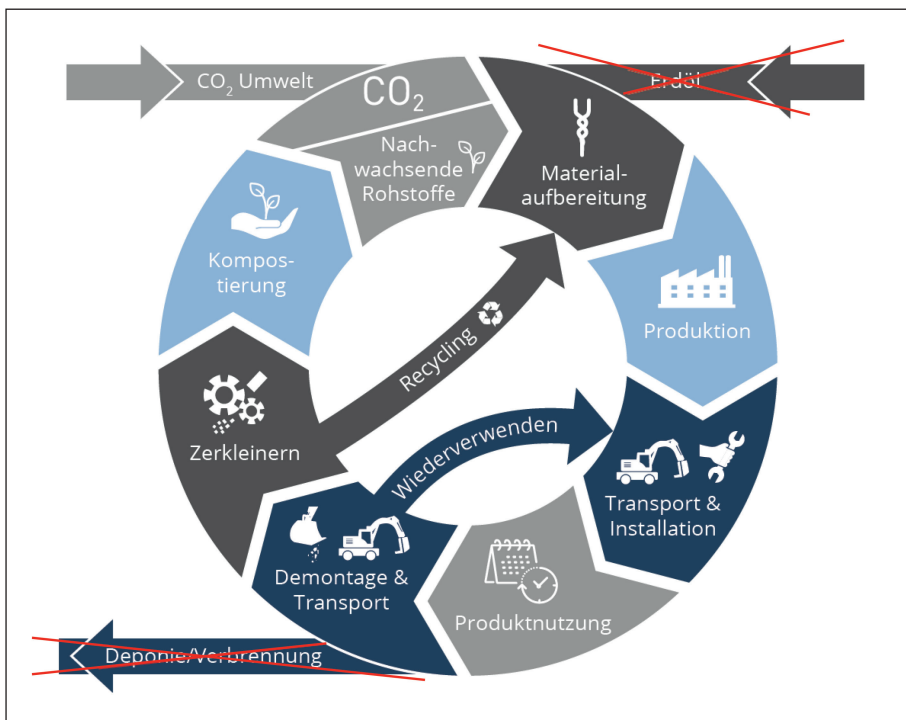 CO₂ Umwelt
CO₂
Erdöl
Nach-
wachsende
Rohstoffe
Material-
aufbereitung
Kompos-
tierung
Produktion
Recycling
Zerkleinern
Wiederverwenden
Transport &
Installation
Demontage &
Transport
Produktnutzung
Deponie/Verbrennung